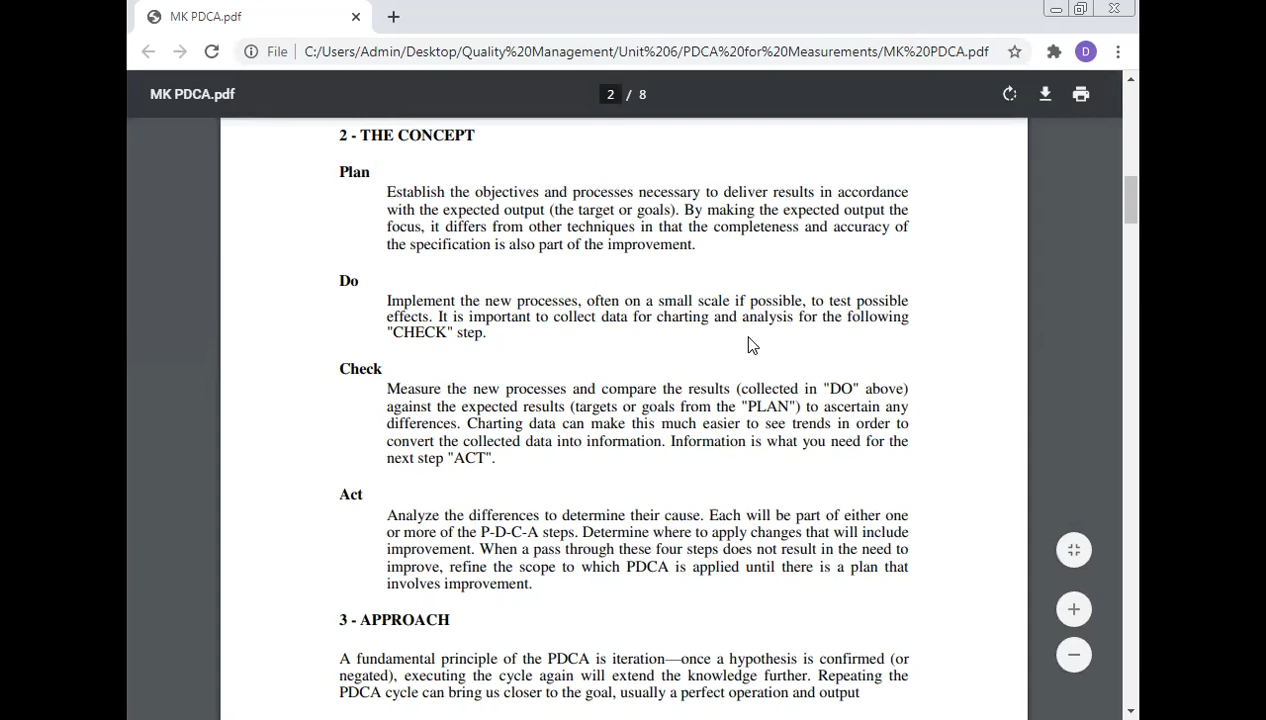 MK PDCA.pdf
File C:/Users/Admin/Desktop/Quality%20Management/Unit%206/PDCA%20for%20Measurements/MK%20PDCA.pdf D
MK PDCA.pdf 2 / 8
2 - THE CONCEPT
Plan
Establish the objectives and processes necessary to deliver results in accordance
with the expected output (the target or goals). By making the expected output the
focus, it differs from other techniques in that the completeness and accuracy of
the specification is also part of the improvement.
Do
Implement the new processes, often on a small scale if possible, to test possible
effects. It is important to collect data for charting and analysis for the following
"CHECK" step.
Check
Measure the new processes and compare the results (collected in "DO" above)
against the expected results (targets or goals from the "PLAN") to ascertain any
differences. Charting data can make this much easier to see trends in order to
convert the collected data into information. Information is what you need for the
next step "ACT".
Act
Analyze the differences to determine their cause. Each will be part of either one
or more of the P-D-C-A steps. Determine where to apply changes that will include
improvement. When a pass through these four steps does not result in the need to
improve, refine the scope to which PDCA is applied until there is a plan that
involves improvement.
3 - APPROACH
A fundamental principle of the PDCA is iteration—once a hypothesis is confirmed (or
negated), executing the cycle again will extend the knowledge further. Repeating the
PDCA cycle can bring us closer to the goal, usually a perfect operation and output